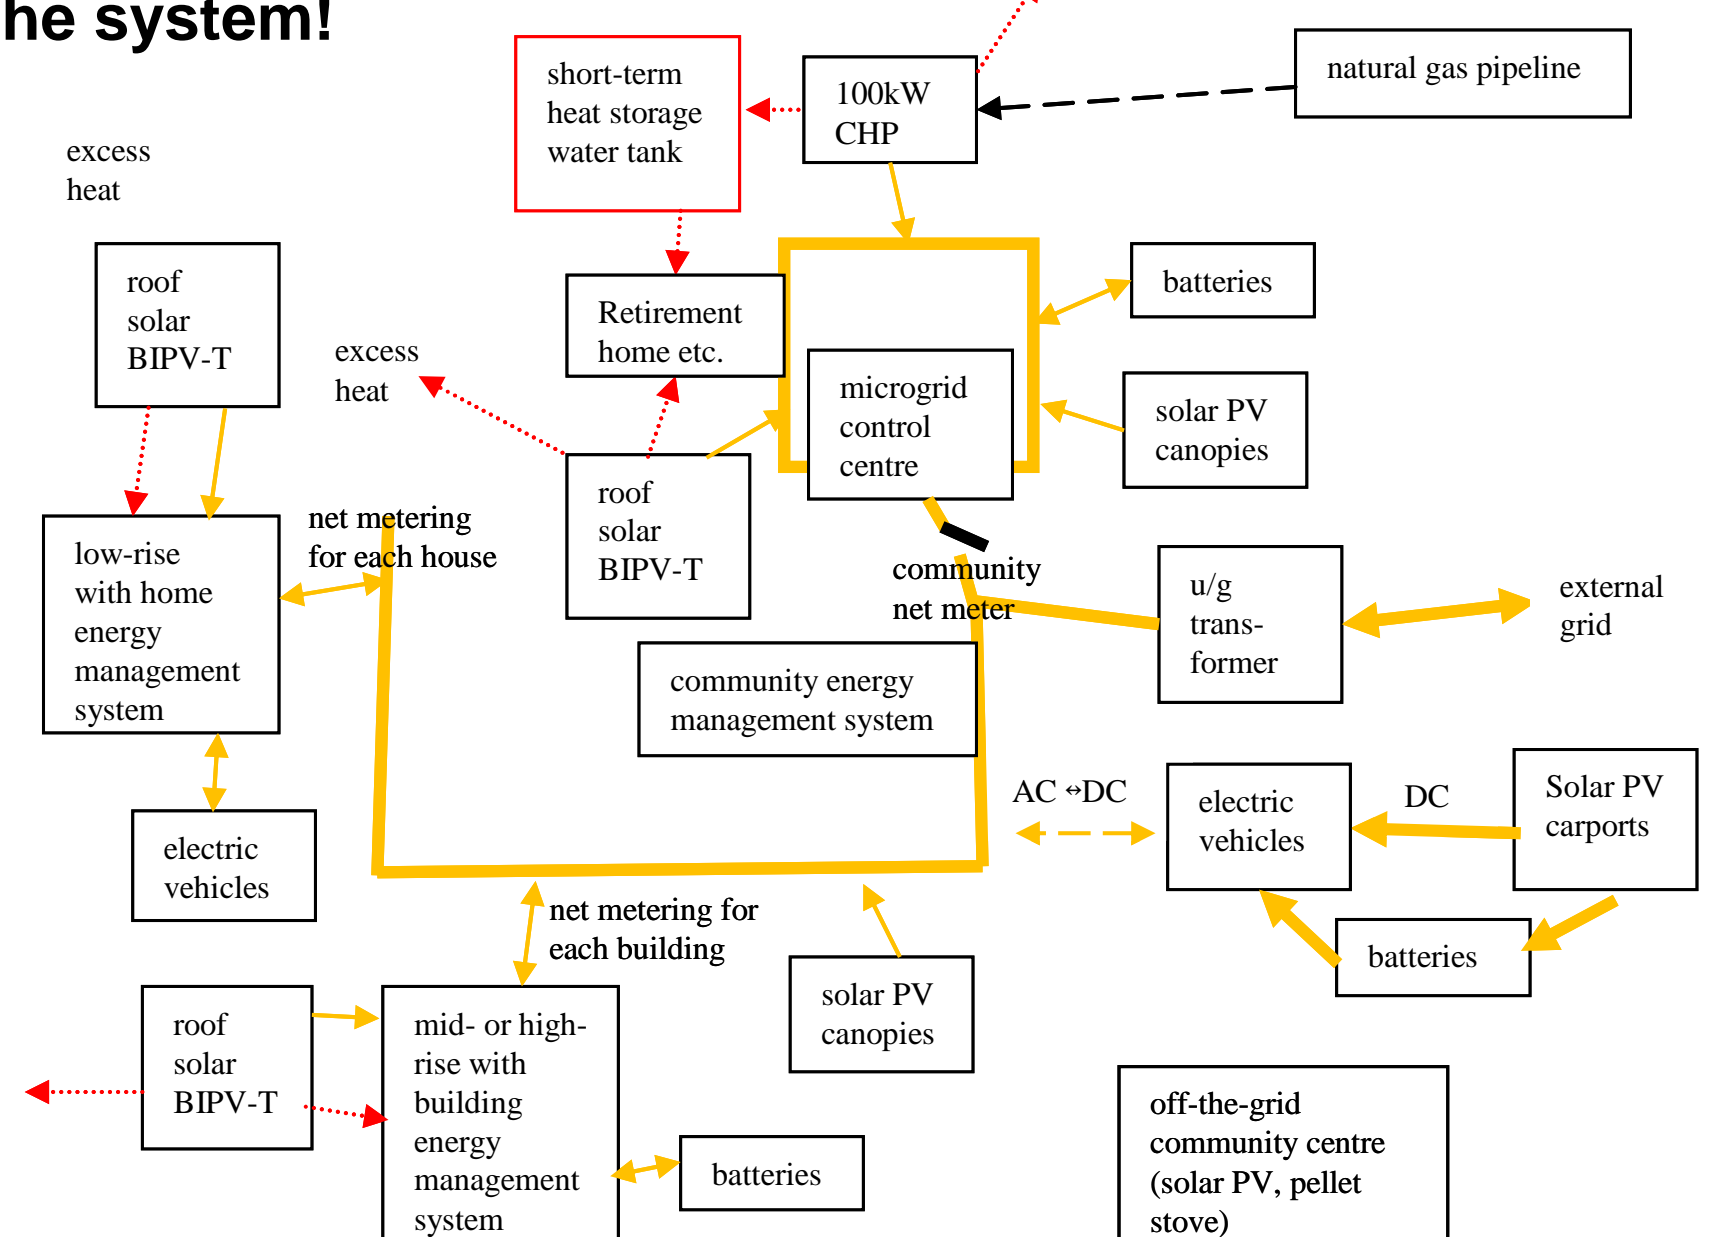 he system!
short-term
heat storage
water tank
100kW
CHP
natural gas pipeline
excess
heat
roof
solar
BIPV-T
excess
heat
Retirement
home etc.
batteries
microgrid
control
centre
solar PV
canopies
roof
solar
BIPV-T
net metering
for each house
low-rise
with home
energy
management
system
community
net meter
u/g
trans-
former
external
grid
community energy
management system
AC ↔DC
electric
vehicles
DC
Solar PV
carports
electric
vehicles
net metering for
each building
batteries
solar PV
canopies
roof
solar
BIPV-T
mid- or high-
rise with
building
energy
management
system
batteries
off-the-grid
community centre
(solar PV, pellet
stove)